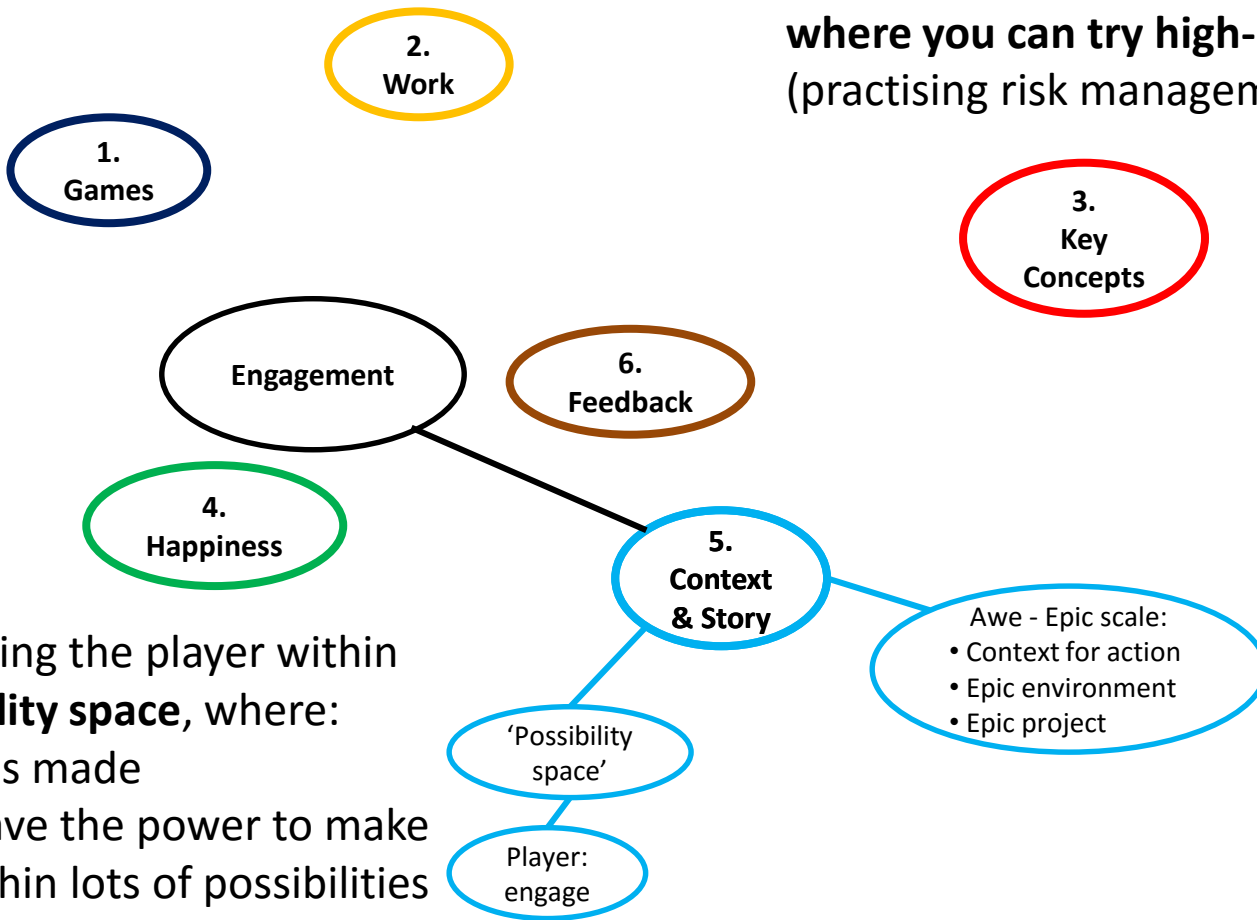 where you can try high-
(practising risk managem
2.
Work
1.
Games
3.
Key
Concepts
Engagement
6.
Feedback
4.
Happiness
5.
Context
& Story
Awe - Epic scale:
• Context for action
• Epic environment
• Epic project
ing the player within
lity space, where:
s made
ave the power to make
hin lots of possibilities
‘Possibility
space’
Player:
engage